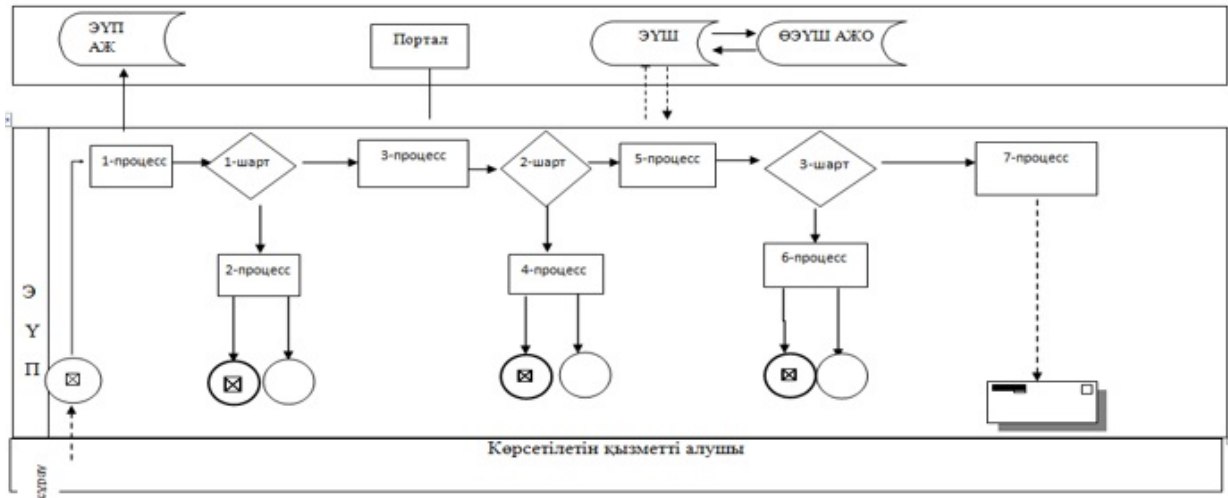 ЭҮП
АЖ
Портал
ЭҮШ
ӨЭҮШ АЖО
1-процесс
1-шарт
3-процесс
2-шарт
5-процесс
3-шарт
7-процесс
2-процесс
4-процесс
6-процесс
Э
Ү
П
Көрсетілетін қызметті алушы